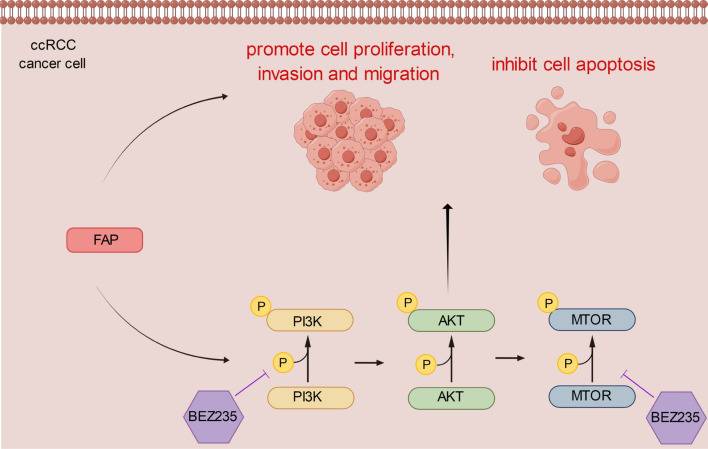 ccRCC
cancer cell
promote cell proliferation,
invasion and migration
inhibit cell apoptosis
FAP
P
PI3K
P
AKT
P
MTOR
P
P
P
BEZ235
PI3K
AKT
MTOR
BEZ235